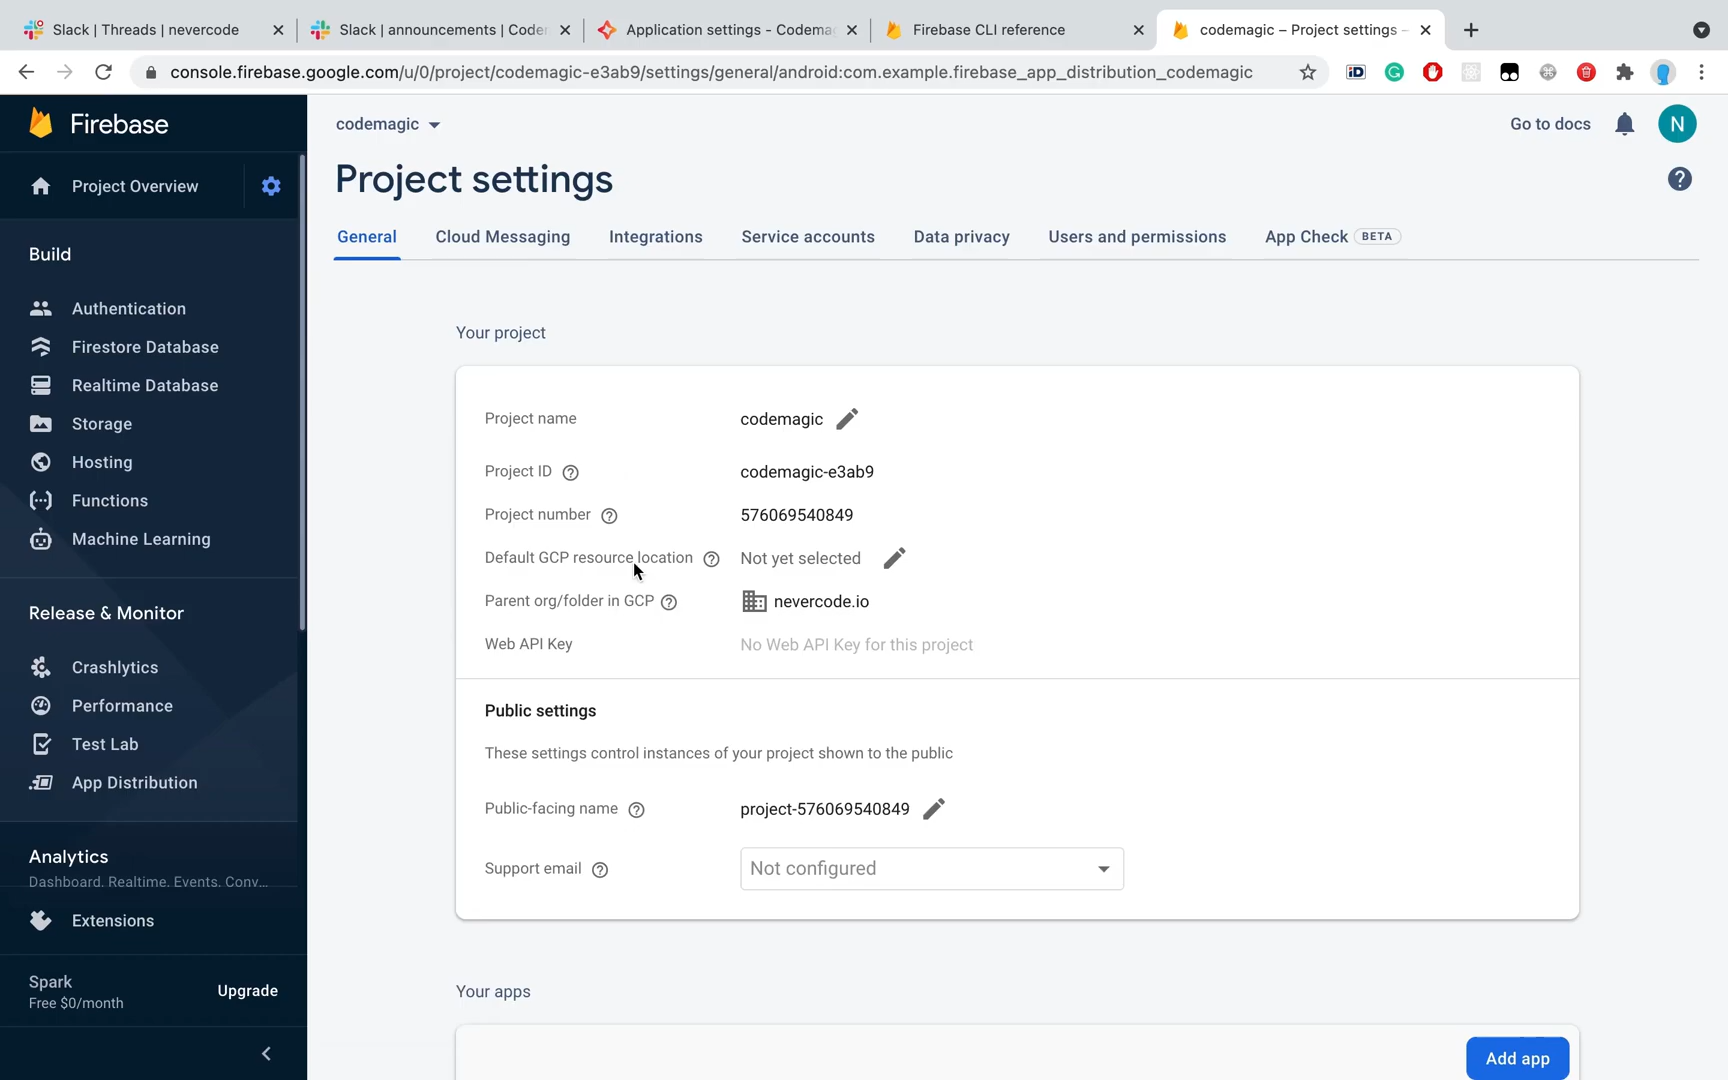 Slack | Threads | nevercode
Slack | announcements | Coder
Application settings - Codemag
Firebase CLI reference
codemagic – Project settings –
console.firebase.google.com/u/0/project/codemagic-e3ab9/settings/general/android:com.example.firebase_app_distribution_codemagic
Firebase
codemagic
Go to docs
N
Project Overview
Project settings
General
Cloud Messaging
Integrations
Service accounts
Data privacy
Users and permissions
App Check BETA
Build
Authentication
Firestore Database
Realtime Database
Storage
Hosting
Functions
Machine Learning
Release & Monitor
Crashlytics
Performance
Test Lab
App Distribution
Analytics
Dashboard. Realtime. Events. Conv...
Extensions
Spark
Free $0/month
Upgrade
Your project
Project name codemagic
Project ID codemagic-e3ab9
Project number 576069540849
Default GCP resource location Not yet selected
Parent org/folder in GCP nevercode.io
Web API Key No Web API Key for this project
Public settings
These settings control instances of your project shown to the public
Public-facing name project-576069540849
Support email Not configured
Your apps
Add app